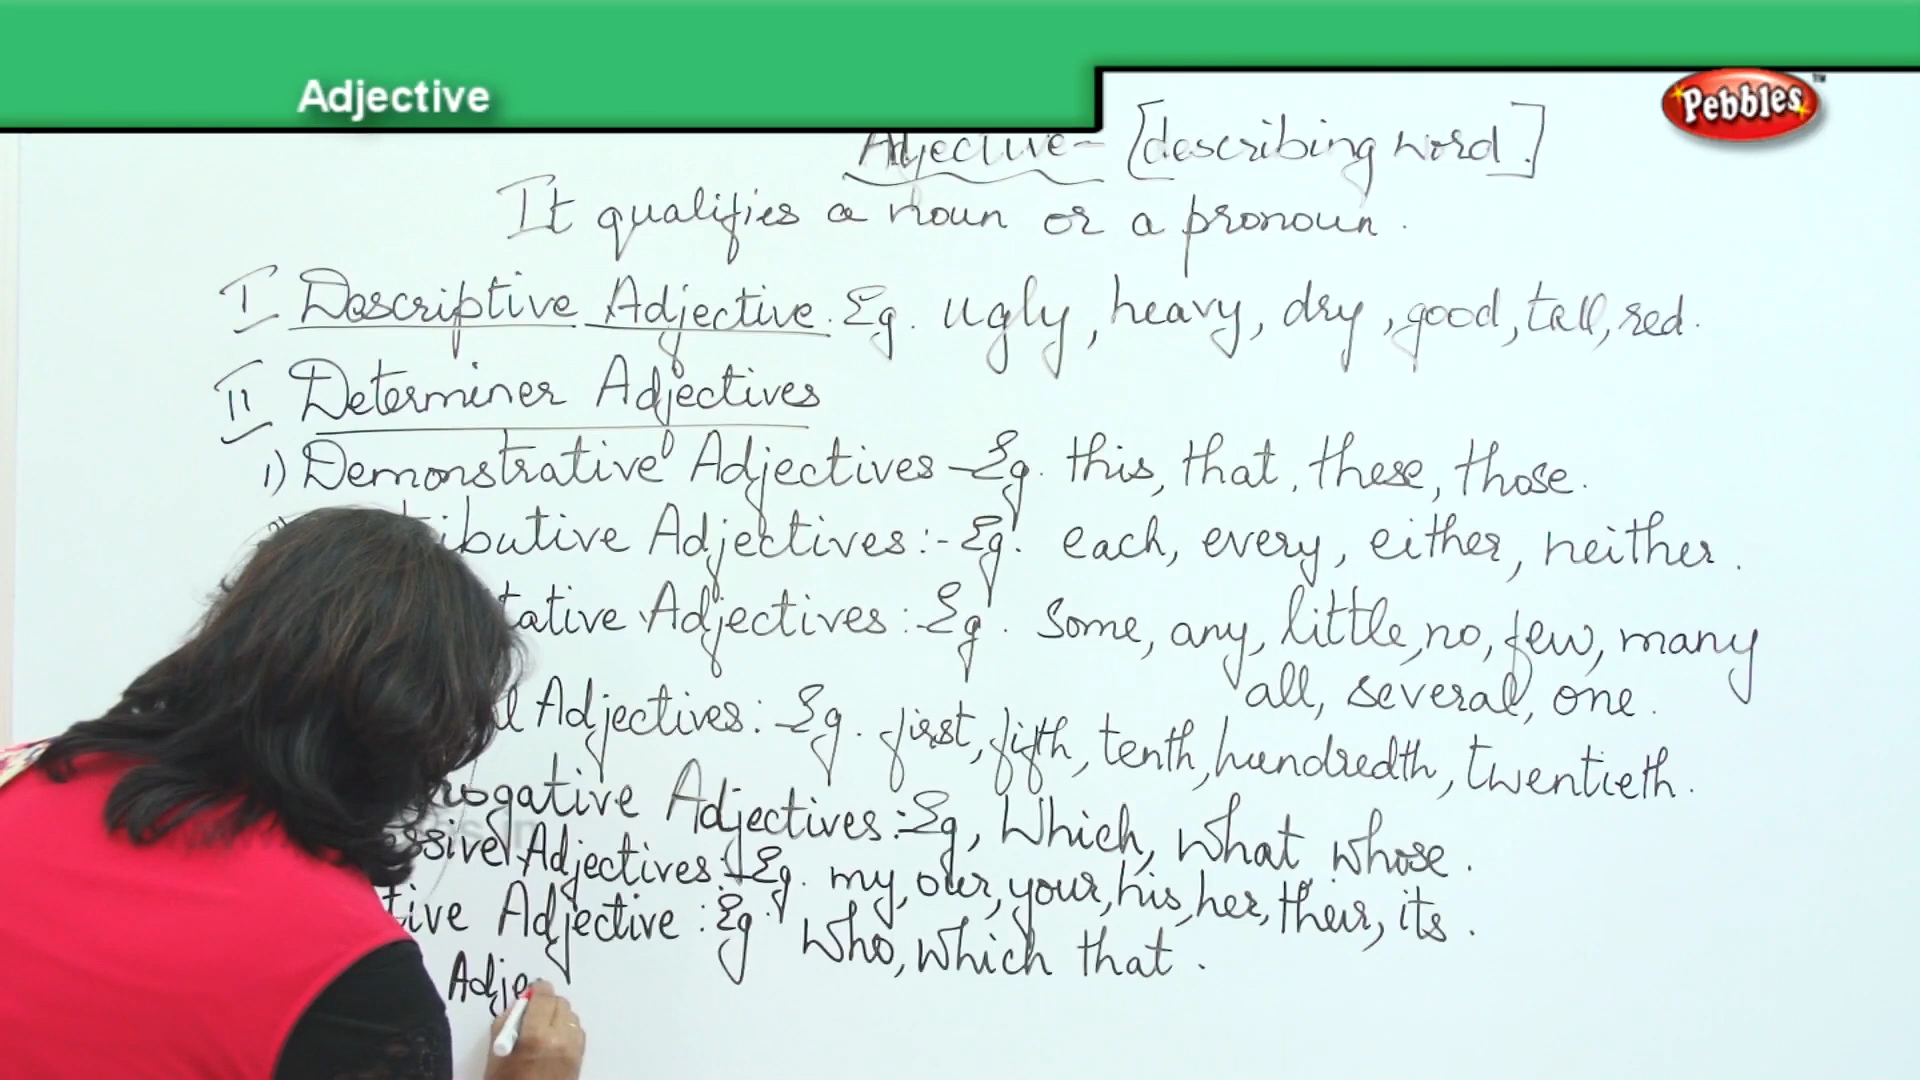 Adjective
Pebbles
TM
Adjective - [describing word.]
It qualifies a noun or a pronoun.
I Descriptive Adjective. Eg. ugly, heavy, dry, good, tall, red.
II Determiner Adjectives
1) Demonstrative Adjectives - Eg. this, that, these, those.
ibutive Adjectives:- Eg. each, every, either, neither.
tative Adjectives: Eg. Some, any, little, no, few, many
all, several, one.
l Adjectives: Eg. first, fifth, tenth, hundredth, twentieth.
rogative Adjectives: Eg, Which, what, whose.
ssive Adjectives: Eg. my, our, your, his, her, their, its.
tive Adjective: Eg. Who, which that.
Adje